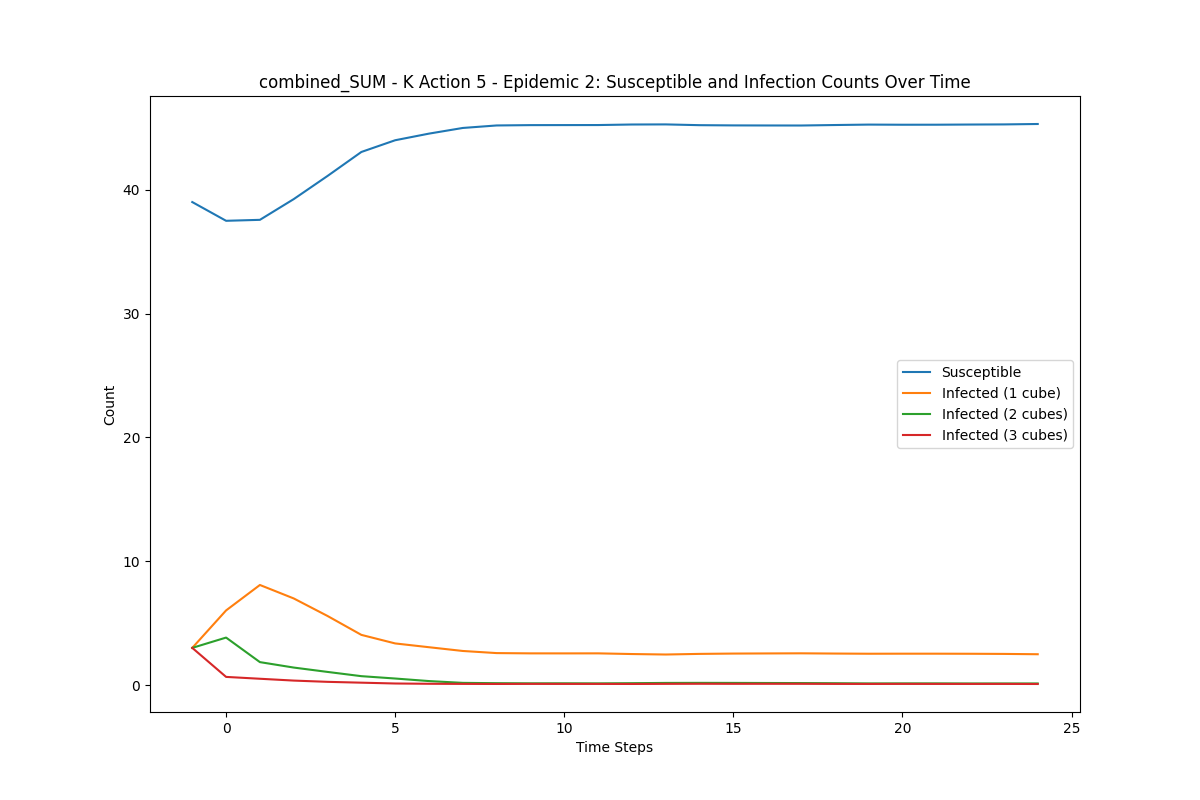 combined_SUM - K Action 5 - Epidemic 2: Susceptible and Infection Counts Over Time
40
30
20
10
0
Count
Susceptible
Infected (1 cube)
Infected (2 cubes)
Infected (3 cubes)
0 5 10 15 20 25
Time Steps